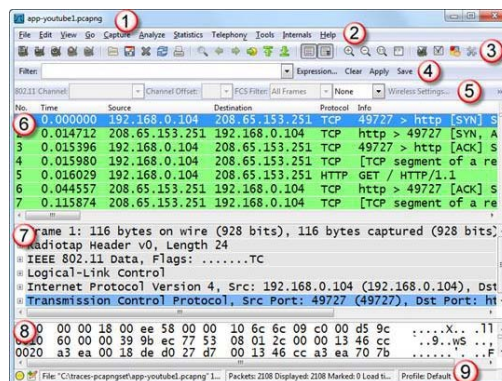 app-youtube1.pcapng
1
File Edit View Go Capture Analyze Statistics Telephony Tools Internals Help
2
3
Filter: Expression... Clear Apply Save
4
802.11 Channel: Channel Offset: FCS Filter: All Frames None Wireless Settings...
5
No. Time Source Destination Protocol Info
6
0.000000 192.168.0.104 208.65.153.251 TCP 49727 > http [SYN] S
0.014712 208.65.153.251 192.168.0.104 TCP http > 49727 [SYN, A
3 0.015396 192.168.0.104 208.65.153.251 TCP 49727 > http [ACK] S
4 0.015980 192.168.0.104 208.65.153.251 TCP [TCP segment of a re
5 0.016029 192.168.0.104 208.65.153.251 HTTP GET / HTTP/1.1
6 0.044557 208.65.153.251 192.168.0.104 TCP http > 49727 [ACK] S
7 0.115874 208.65.153.251 192.168.0.104 TCP [TCP segment of a re
7
Frame 1: 116 bytes on wire (928 bits), 116 bytes captured (928 bits)
Radiotap Header v0, Length 24
IEEE 802.11 Data, Flags: .......TC
Logical-Link Control
Internet Protocol Version 4, Src: 192.168.0.104 (192.168.0.104), Dst
Transmission Control Protocol, Src Port: 49727 (49727), Dst Port: ht
8
00 00 18 00 ee 58 00 00 10 6c 6c 09 c0 00 d5 9c .....X.. .ll
60 00 00 39 9b ec 77 53 08 01 2c 00 00 13 46 cc
0020 a3 ea 00 18 de d0 27 d7 00 13 46 cc a3 ea 70 7b
File: "C:\traces-pcapngset\app-youtube1.pcapng" 1... Packets: 2108 Displayed: 2108 Marked: 0 Load ti... Profile: Default
9